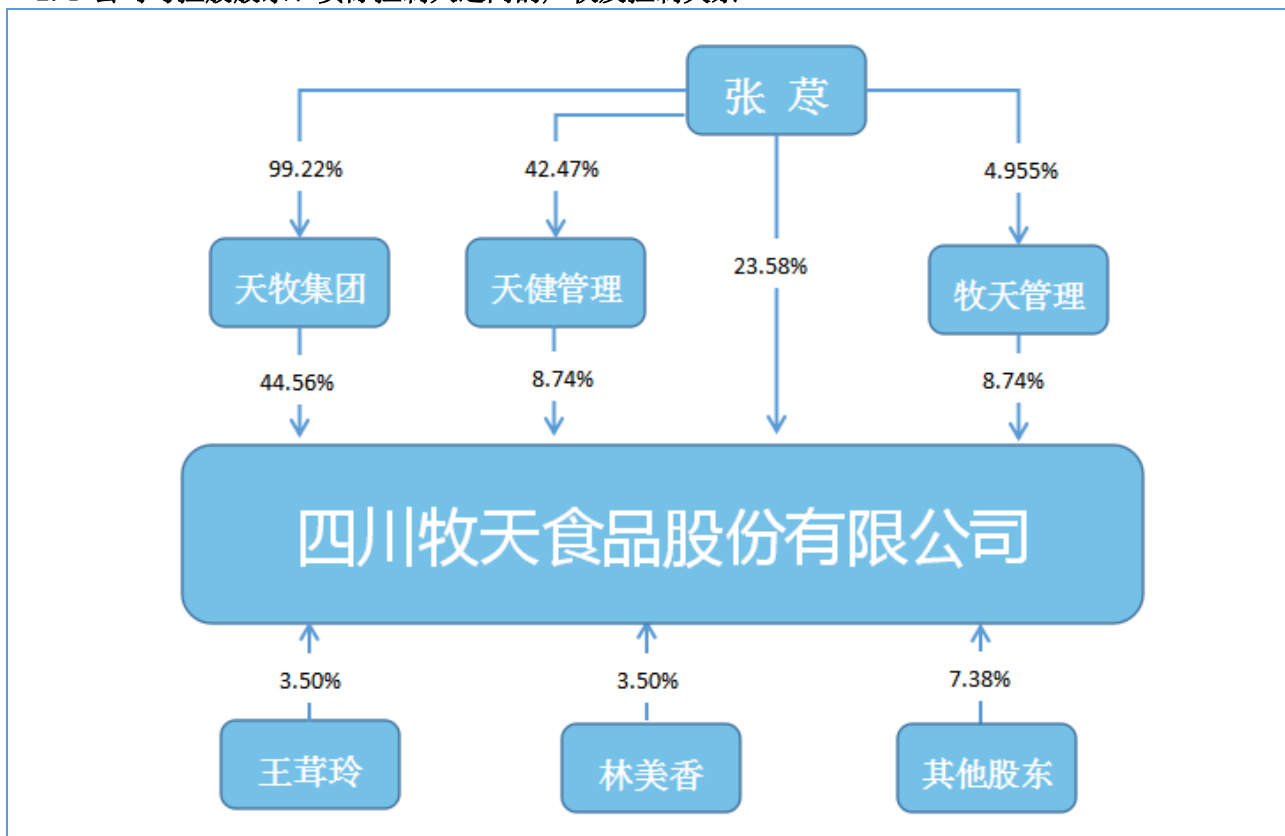 张 荩
99.22%
42.47%
4.955%
23.58%
天牧集团
天健管理
牧天管理
44.56%
8.74%
8.74%
四川牧天食品股份有限公司
3.50%
3.50%
7.38%
王茸玲
林美香
其他股东